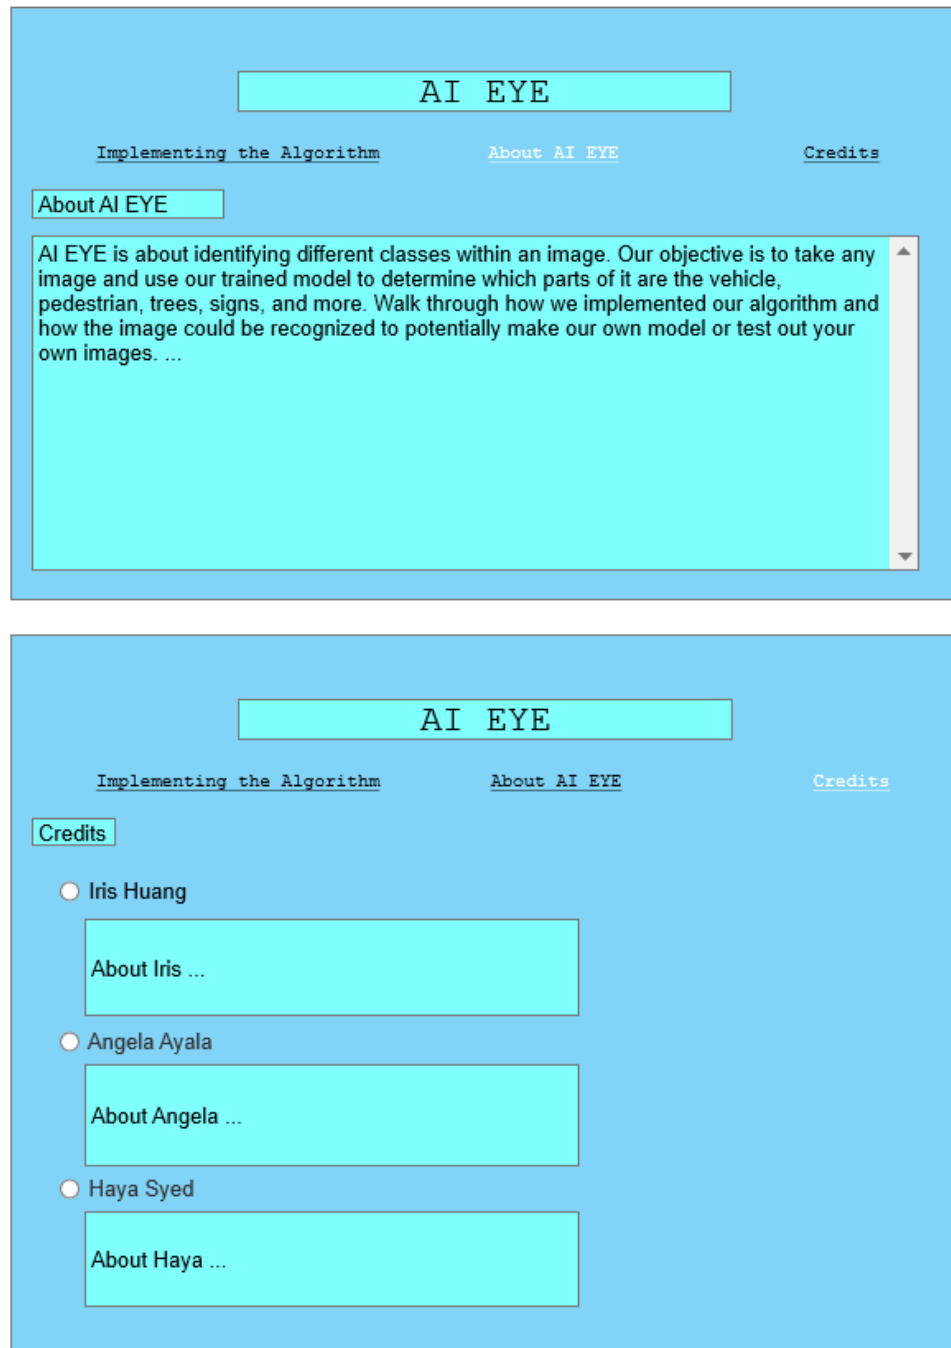 AI EYE
Implementing the Algorithm About AI EYE Credits
About AI EYE
AI EYE is about identifying different classes within an image. Our objective is to take any
image and use our trained model to determine which parts of it are the vehicle,
pedestrian, trees, signs, and more. Walk through how we implemented our algorithm and
how the image could be recognized to potentially make our own model or test out your
own images. ...
AI EYE
Implementing the Algorithm About AI EYE Credits
Credits
Iris Huang
About Iris ...
Angela Ayala
About Angela ...
Haya Syed
About Haya ...